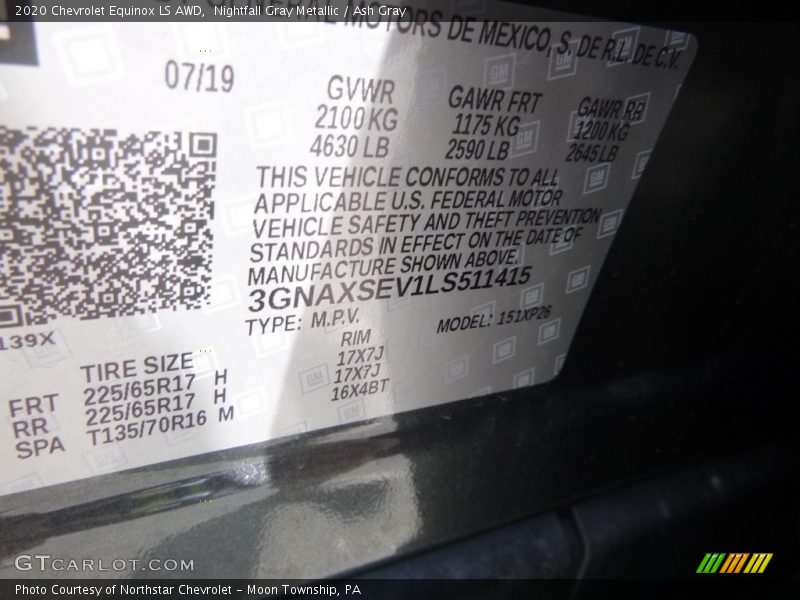 2020 Chevrolet Equinox LS AWD, Nightfall Gray Metallic / Ash Gray
GENERAL MOTORS DE MEXICO, S. DE R.L. DE C.V.
07/19
GVWR GAWR FRT GAWR RR
2100 KG 1175 KG 1200 KG
4630 LB 2590 LB 2645 LB
THIS VEHICLE CONFORMS TO ALL
APPLICABLE U.S. FEDERAL MOTOR
VEHICLE SAFETY AND THEFT PREVENTION
STANDARDS IN EFFECT ON THE DATE OF
MANUFACTURE SHOWN ABOVE.
3GNAXSEV1LS511415
TYPE: M.P.V. MODEL: 151XP26
139X
TIRE SIZE RIM
FRT 225/65R17 H 17X7J
RR 225/65R17 H 17X7J
SPA T135/70R16 M 16X4BT
GTCARLOT.COM
Photo Courtesy of Northstar Chevrolet - Moon Township, PA